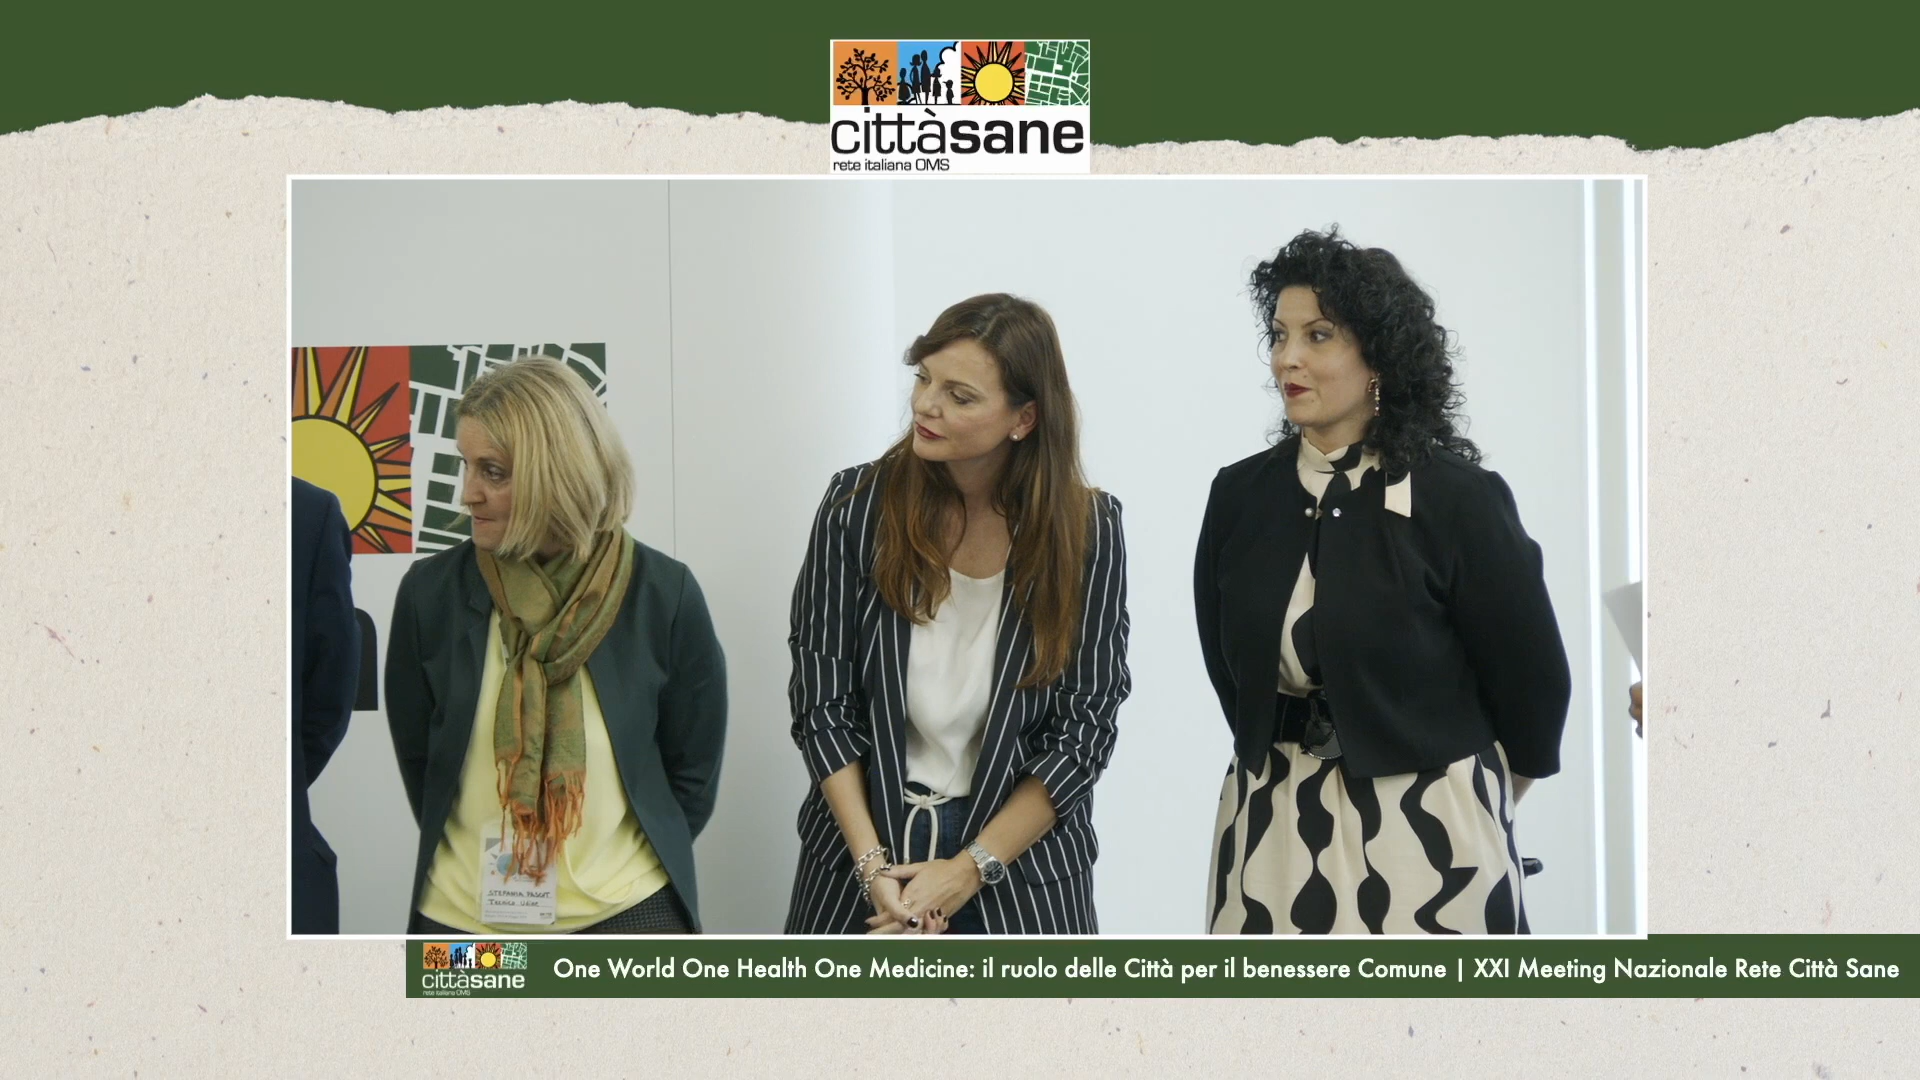 cittàsane
rete italiana OMS
STEFANIA PASCUT
TECNICO
cittàsane
rete italiana OMS
One World One Health One Medicine: il ruolo delle Città per il benessere Comune | XXI Meeting Nazionale Rete Città Sane